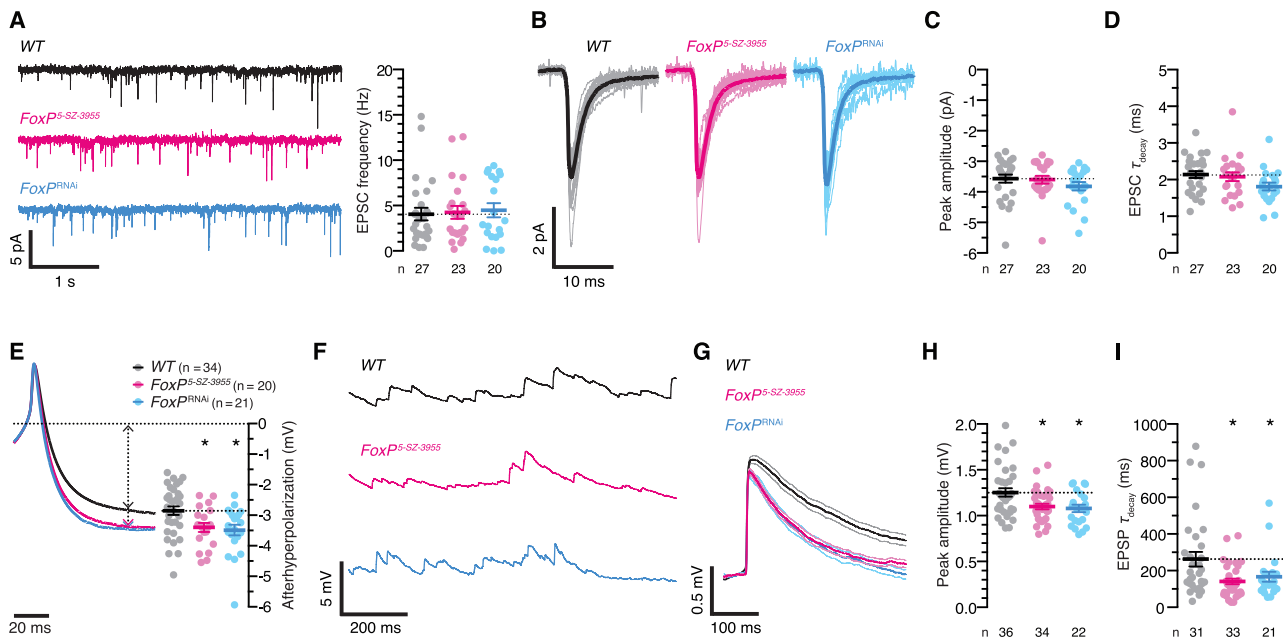 A
WT
FoxP5-SZ-3955
FoxPRNAi
5 pA
1 s
EPSC frequency (Hz)
20
15
10
5
0
n 27 23 20
B
WT FoxP5-SZ-3955 FoxPRNAi
2 pA
10 ms
C
Peak amplitude (pA)
0
-1
-2
-3
-4
-5
-6
n 27 23 20
D
EPSC τdecay (ms)
5
4
3
2
1
0
n 27 23 20
E
WT (n = 34)
FoxP5-SZ-3955 (n = 20)
FoxPRNAi (n = 21)
* *
0
-1
-2
-3
-4
-5
-6
Afterhyperpolarization (mV)
20 ms
F
WT
FoxP5-SZ-3955
5 mV
200 ms
G
WT
FoxP5-SZ-3955
FoxPRNAi
0.5 mV
100 ms
H
Peak amplitude (mV)
2.0
1.5
1.0
0.5
0.0
* *
n 36 34 22
I
EPSP τdecay (ms)
1000
800
600
400
200
0
* *
n 31 33 21